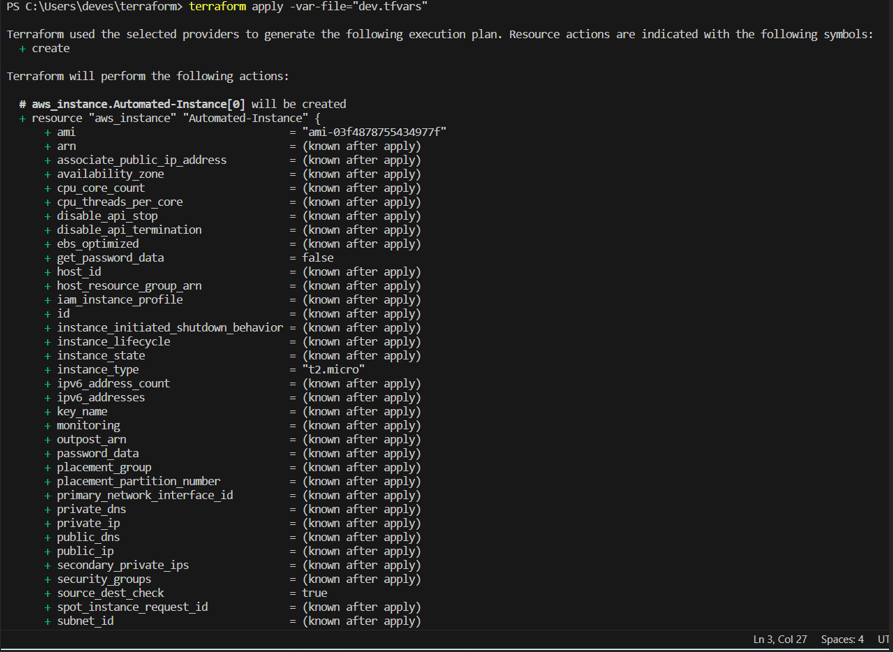 PS C:\Users\deves\terraform> terraform apply -var-file="dev.tfvars"
Terraform used the selected providers to generate the following execution plan. Resource actions are indicated with the following symbols:
+ create
Terraform will perform the following actions:
# aws_instance.Automated-Instance[0] will be created
+ resource "aws_instance" "Automated-Instance" {
+ ami = "ami-03f4878755434977f"
+ arn = (known after apply)
+ associate_public_ip_address = (known after apply)
+ availability_zone = (known after apply)
+ cpu_core_count = (known after apply)
+ cpu_threads_per_core = (known after apply)
+ disable_api_stop = (known after apply)
+ disable_api_termination = (known after apply)
+ ebs_optimized = (known after apply)
+ get_password_data = false
+ host_id = (known after apply)
+ host_resource_group_arn = (known after apply)
+ iam_instance_profile = (known after apply)
+ id = (known after apply)
+ instance_initiated_shutdown_behavior = (known after apply)
+ instance_lifecycle = (known after apply)
+ instance_state = (known after apply)
+ instance_type = "t2.micro"
+ ipv6_address_count = (known after apply)
+ ipv6_addresses = (known after apply)
+ key_name = (known after apply)
+ monitoring = (known after apply)
+ outpost_arn = (known after apply)
+ password_data = (known after apply)
+ placement_group = (known after apply)
+ placement_partition_number = (known after apply)
+ primary_network_interface_id = (known after apply)
+ private_dns = (known after apply)
+ private_ip = (known after apply)
+ public_dns = (known after apply)
+ public_ip = (known after apply)
+ secondary_private_ips = (known after apply)
+ security_groups = (known after apply)
+ source_dest_check = true
+ spot_instance_request_id = (known after apply)
+ subnet_id = (known after apply)
Ln 3, Col 27 Spaces: 4 UT